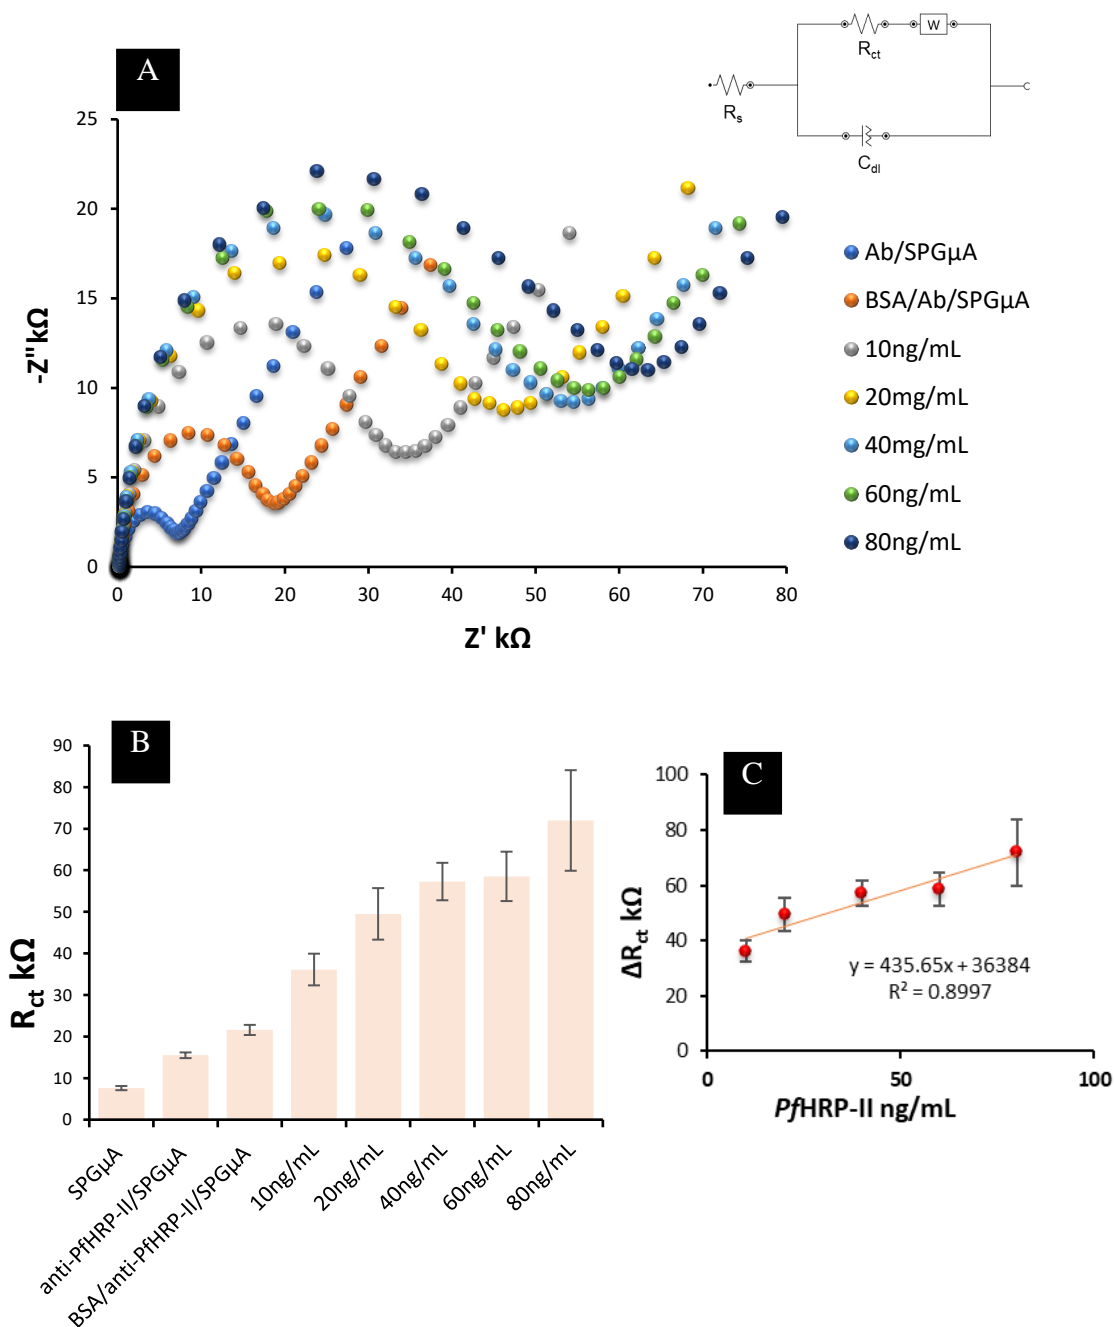 A
W
Rct
Rs
Cdl
25
20
15
10
5
0
-Z''kΩ
0 10 20 30 40 50 60 70 80
Z' kΩ
Ab/SPGµA
BSA/Ab/SPGµA
10ng/mL
20mg/mL
40mg/mL
60ng/mL
80ng/mL
B
90
80
70
60
50
40
30
20
10
0
Rct kΩ
SPGµA
anti-PfHRP-II/SPGµA
BSA/anti-PfHRP-II/SPGµA
10ng/mL
20ng/mL
40ng/mL
60ng/mL
80ng/mL
C
100
80
60
40
20
0
ΔRct kΩ
y = 435.65x + 36384
R² = 0.8997
0 50 100
PfHRP-II ng/mL